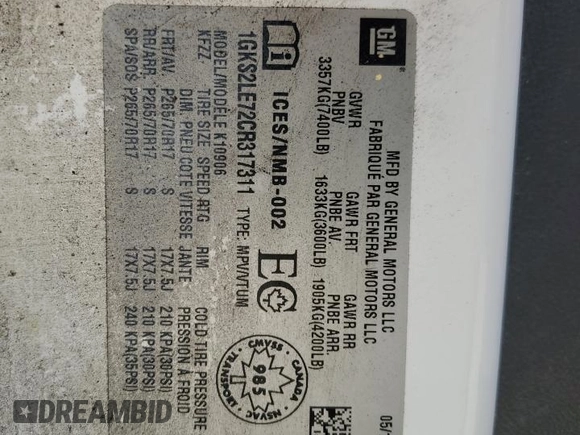 GM
MFD BY GENERAL MOTORS LLC
FABRIQUE PAR GENERAL MOTORS LLC
05/
GVWR GAWR FRT GAWR RR
PNBV PNBE AV. PNBE ARR.
3357KG(7400LB) 1633KG(3600LB) 1905KG(4200LB)
ICES/NMB-002
EC
CANADA
CMVSS
TRANSPORT
NSVAC
985
1GKS2LE72CR317311 TYPE: MPV/VTUM
MODEL/MODÈLE K10906
XFZZ TIRE SIZE SPEED RTG RIM COLD TIRE PRESSURE
DIM. PNEU COTE VITESSE JANTE PRESSION À FROID
FRT/AV. P265/70R17 S 17X7.5J 210 KPA(30PSI)
RR/ARR. P265/70R17 S 17X7.5J 210 KPA(30PSI)
SPA/SOS P265/70R17 S 17X7.5J 240 KPA(35PSI)
DREAMBID